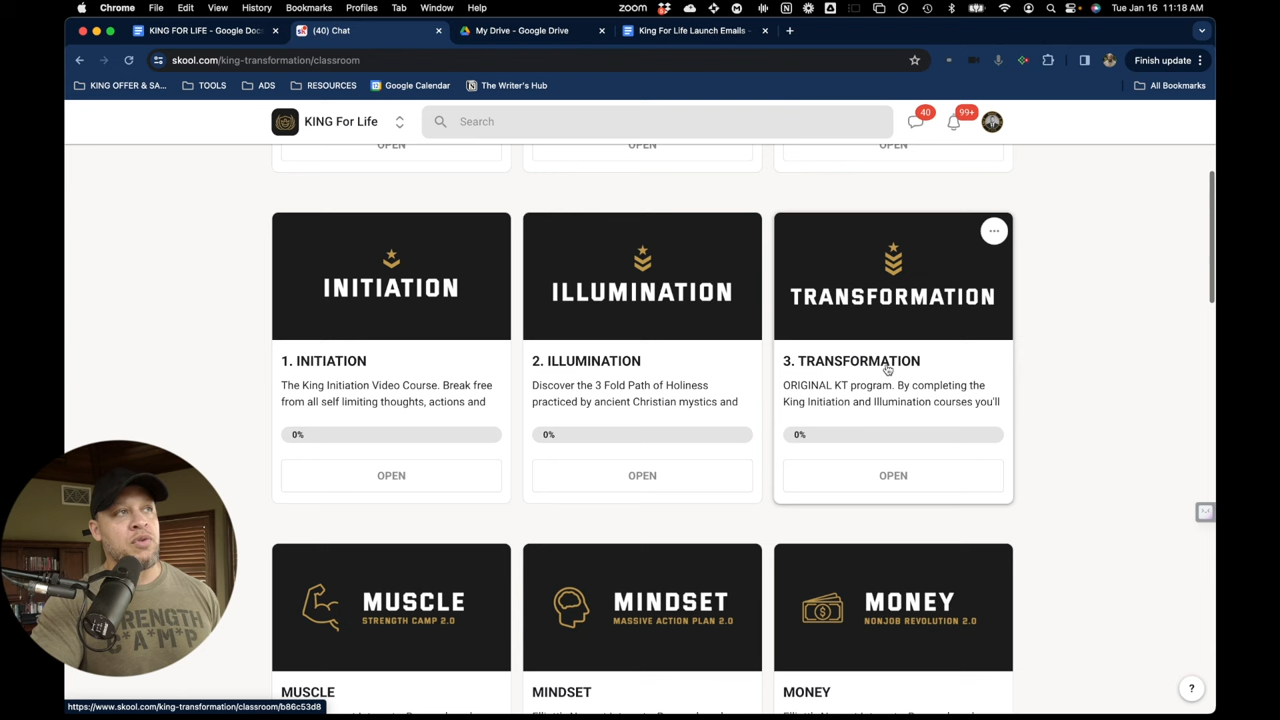 Chrome File Edit View History Bookmarks Profiles Tab Window Help zoom Tue Jan 16 11:18 AM
KING FOR LIFE - Google Doc (40) Chat My Drive - Google Drive King For Life Launch Emails -
skool.com/king-transformation/classroom Finish update
KING OFFER & SA... TOOLS ADS RESOURCES Google Calendar The Writer's Hub All Bookmarks
KING For Life Search 40 99+
OPEN OPEN OPEN
INITIATION ILLUMINATION TRANSFORMATION
1. INITIATION 2. ILLUMINATION 3. TRANSFORMATION
The King Initiation Video Course. Break free Discover the 3 Fold Path of Holiness ORIGINAL KT program. By completing the
from all self limiting thoughts, actions and practiced by ancient Christian mystics and King Initiation and Illumination courses you'll
0% 0% 0%
OPEN OPEN OPEN
MUSCLE MINDSET MONEY
STRENGTH CAMP 2.0 MASSIVE ACTION PLAN 2.0 NONJOB REVOLUTION 2.0
MUSCLE MINDSET MONEY
https://www.skool.com/king-transformation/classroom/b86c53d8
STRENGTH
C*A*M*P
?